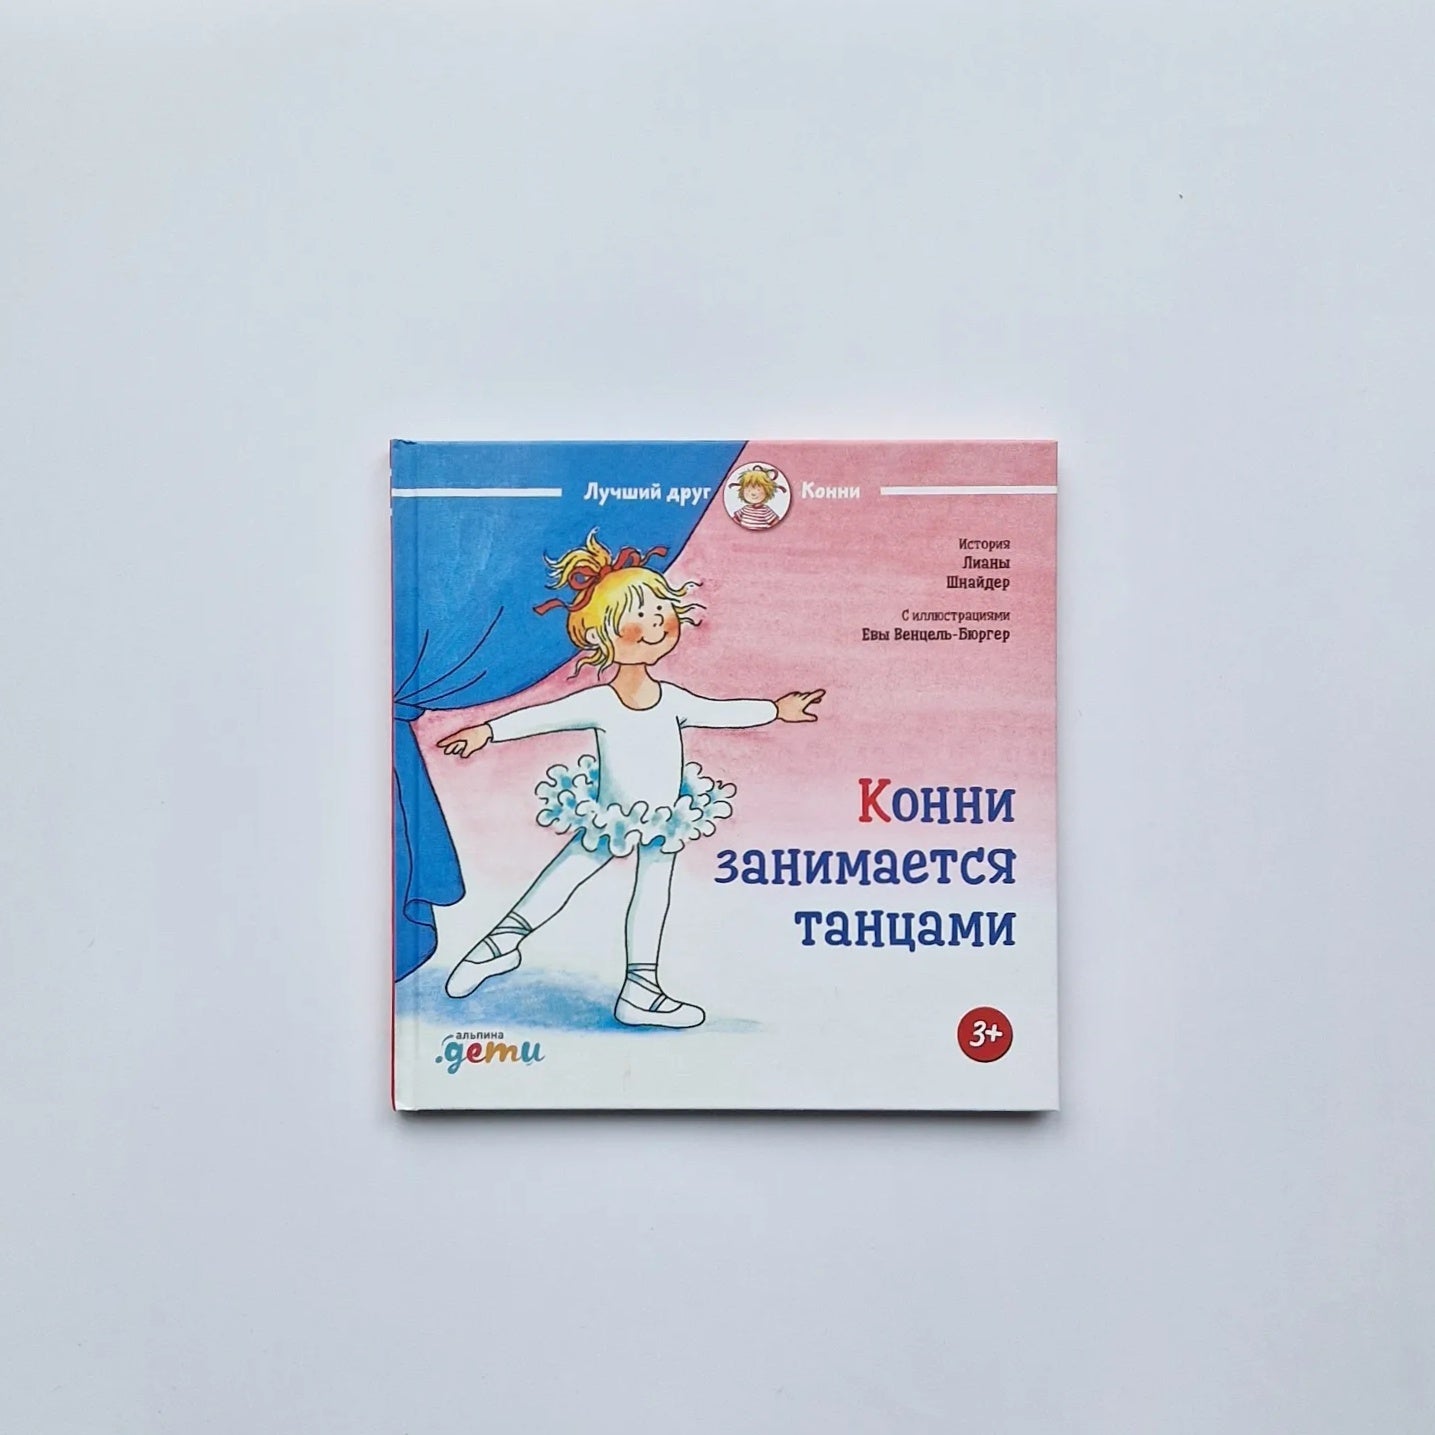 Лучший друг Конни
История
Лианы
Шнайдер
С иллюстрациями
Евы Венцель-Бюргер
Конни
занимается
танцами
3+
альпина
.дети